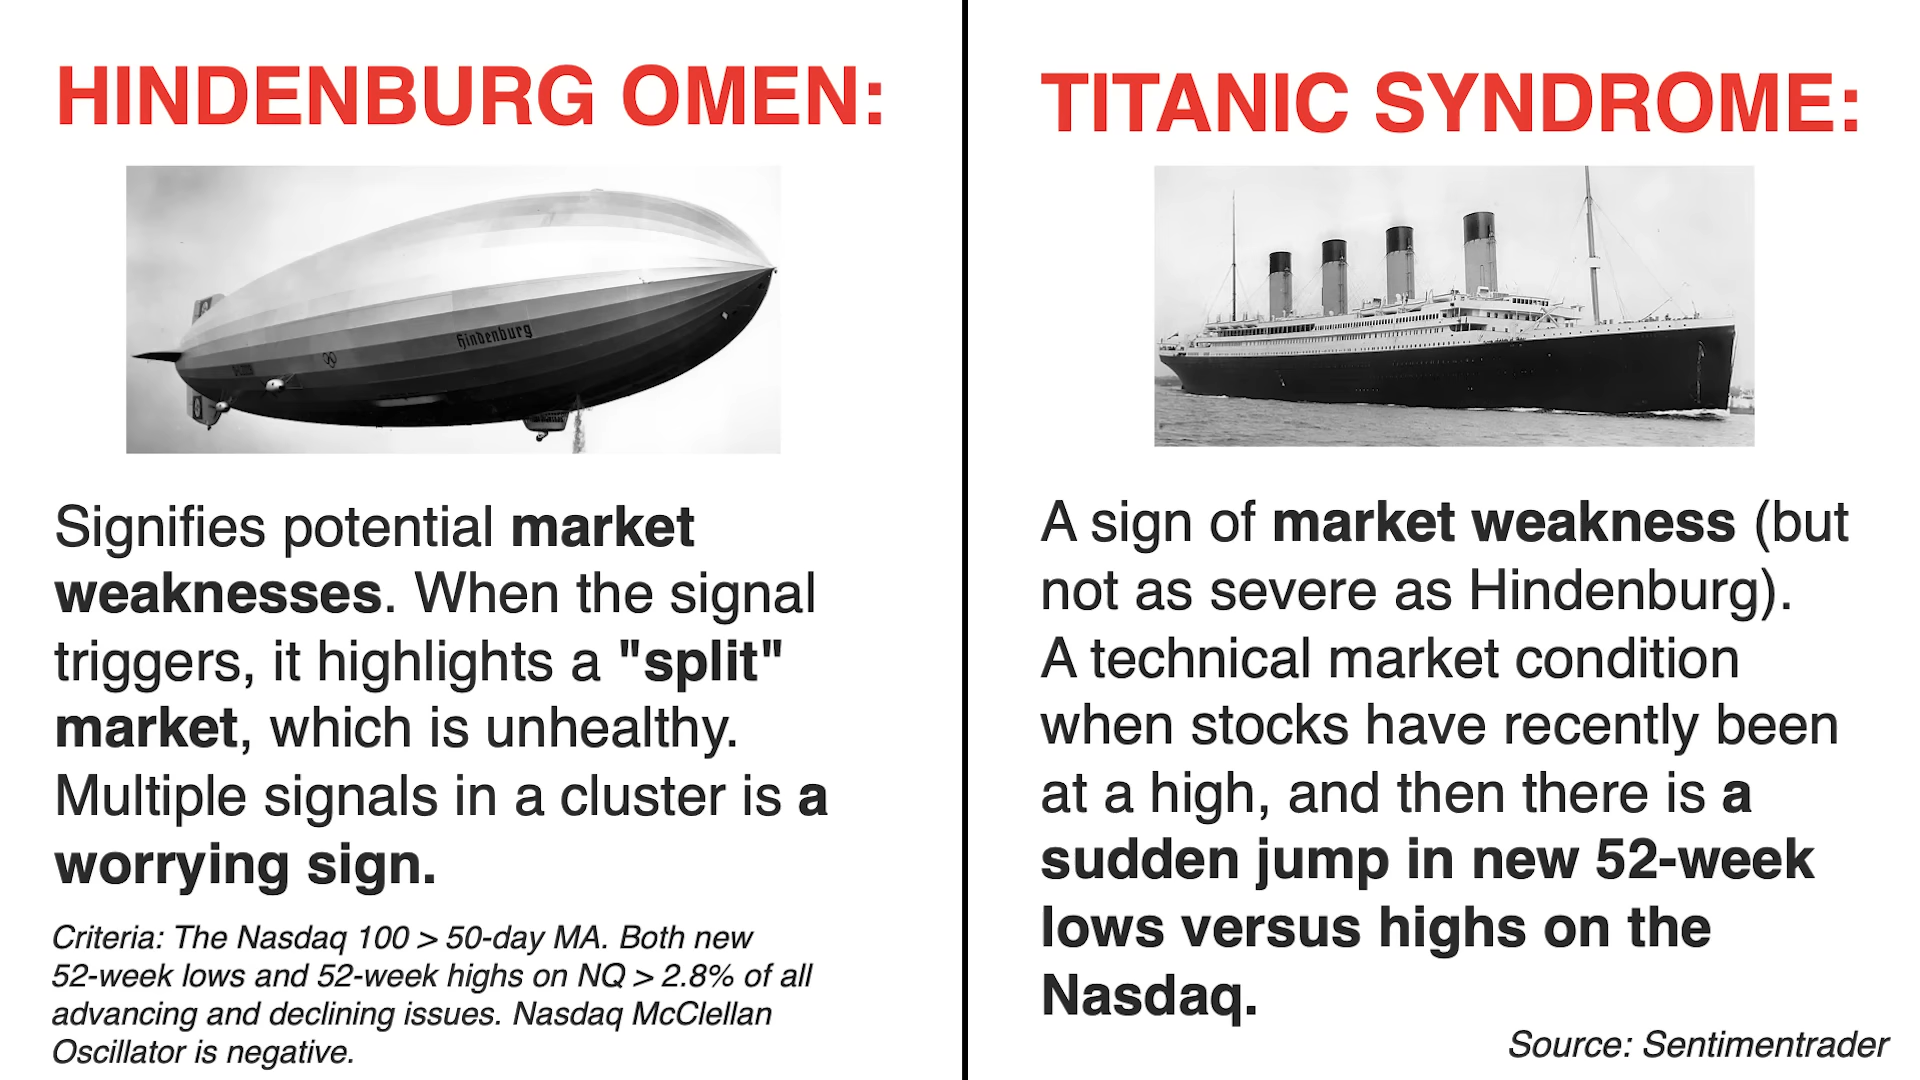 HINDENBURG OMEN:
Hindenburg
Signifies potential market
weaknesses. When the signal
triggers, it highlights a "split"
market, which is unhealthy.
Multiple signals in a cluster is a
worrying sign.
Criteria: The Nasdaq 100 > 50-day MA. Both new
52-week lows and 52-week highs on NQ > 2.8% of all
advancing and declining issues. Nasdaq McClellan
Oscillator is negative.
TITANIC SYNDROME:
A sign of market weakness (but
not as severe as Hindenburg).
A technical market condition
when stocks have recently been
at a high, and then there is a
sudden jump in new 52-week
lows versus highs on the
Nasdaq.
Source: Sentimentrader